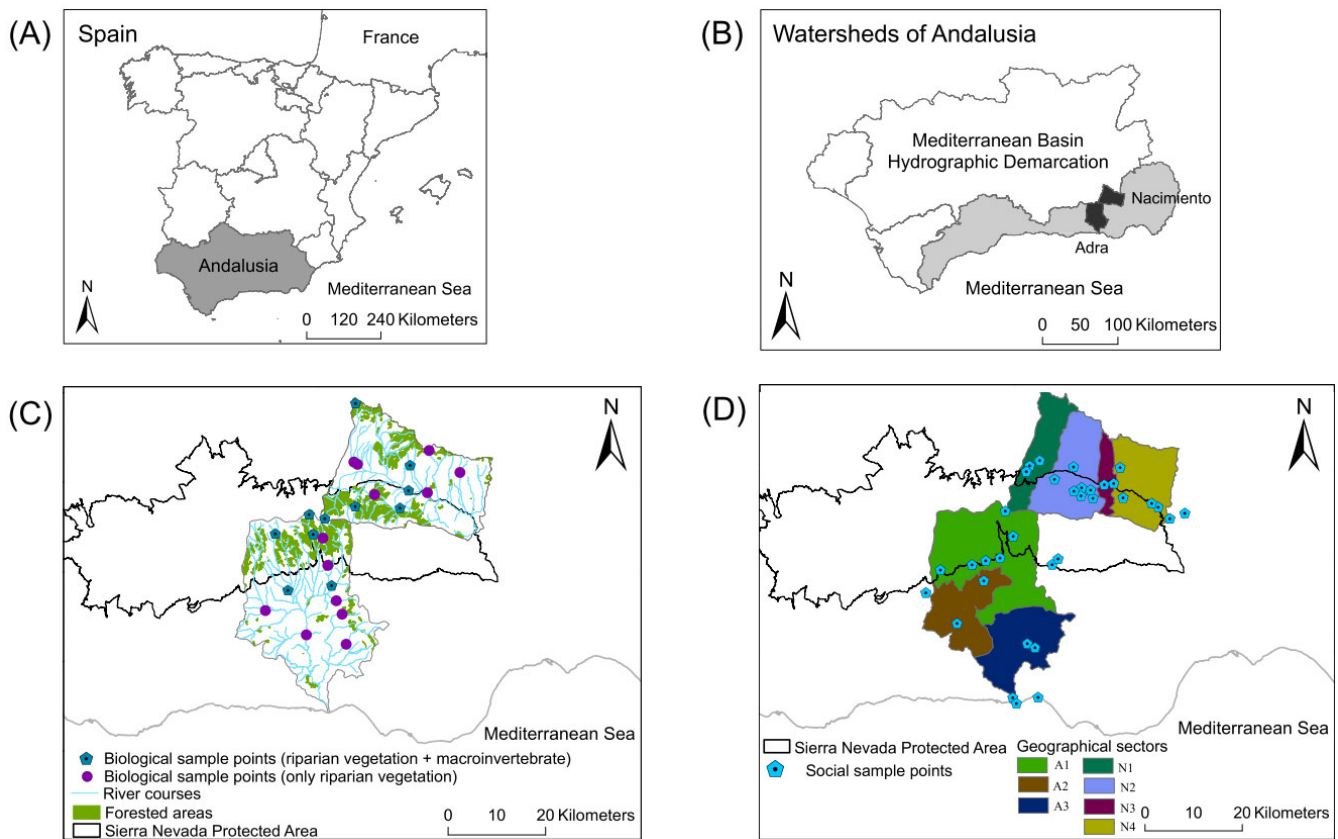 (A)
Spain
France
Andalusia
Mediterranean Sea
N
0 120 240 Kilometers
(B)
Watersheds of Andalusia
Mediterranean Basin
Hydrographic Demarcation
Nacimiento
Adra
Mediterranean Sea
N
0 50 100 Kilometers
(C)
N
Mediterranean Sea
Biological sample points (riparian vegetation + macroinvertebrate)
Biological sample points (only riparian vegetation)
River courses
Forested areas
Sierra Nevada Protected Area
0 10 20 Kilometers
(D)
N
Mediterranean Sea
Sierra Nevada Protected Area
Social sample points
Geographical sectors
A1 N1
A2 N2
A3 N3
N4
0 10 20 Kilometers